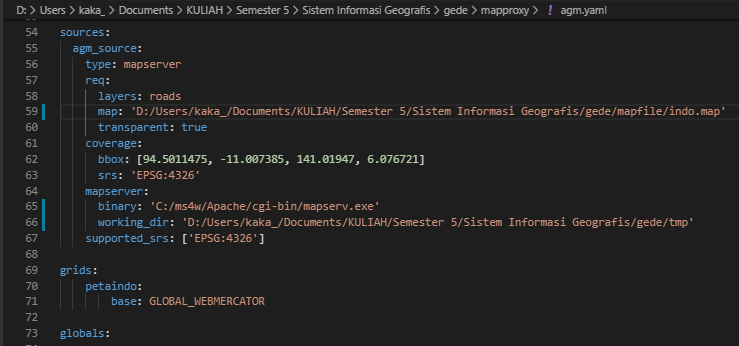 D: > Users > kaka_ > Documents > KULIAH > Semester 5 > Sistem Informasi Geografis > gede > mapproxy > ! agm.yaml
54 sources:
55 agm_source:
56 type: mapserver
57 req:
58 layers: roads
59 map: 'D:/Users/kaka_/Documents/KULIAH/Semester 5/Sistem Informasi Geografis/gede/mapfile/indo.map'
60 transparent: true
61 coverage:
62 bbox: [94.5011475, -11.007385, 141.01947, 6.076721]
63 srs: 'EPSG:4326'
64 mapserver:
65 binary: 'C:/ms4w/Apache/cgi-bin/mapserv.exe'
66 working_dir: 'D:/Users/kaka_/Documents/KULIAH/Semester 5/Sistem Informasi Geografis/gede/tmp'
67 supported_srs: ['EPSG:4326']
68
69 grids:
70 petaindo:
71 base: GLOBAL_WEBMERCATOR
72
73 globals: